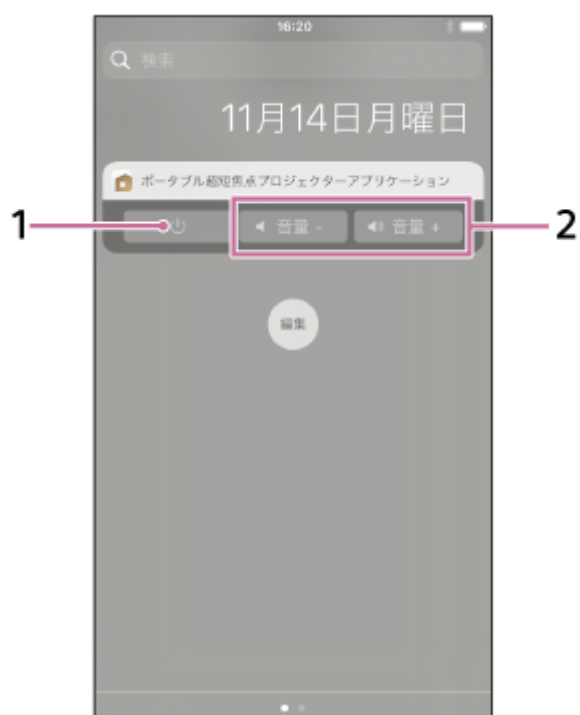 16:20
検索
11月14日月曜日
ポータブル超短焦点プロジェクターアプリケーション
1
音量 -
音量 +
2
編集